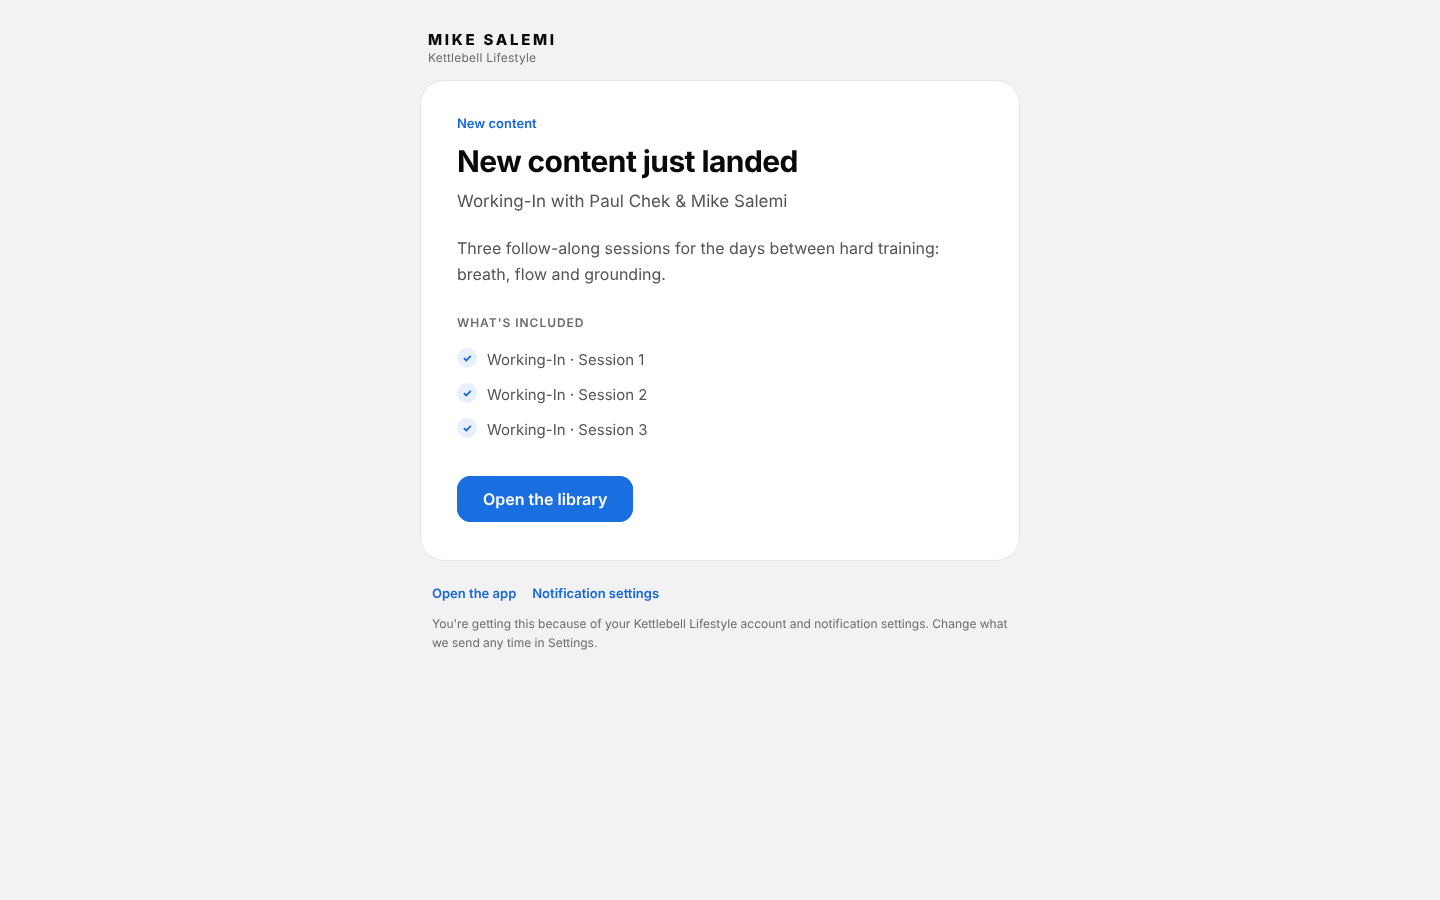 MIKE SALEMI
Kettlebell Lifestyle
New content
New content just landed
Working-In with Paul Chek & Mike Salemi
Three follow-along sessions for the days between hard training:
breath, flow and grounding.
WHAT'S INCLUDED
Working-In · Session 1
Working-In · Session 2
Working-In · Session 3
Open the library
Open the app Notification settings
You're getting this because of your Kettlebell Lifestyle account and notification settings. Change what
we send any time in Settings.